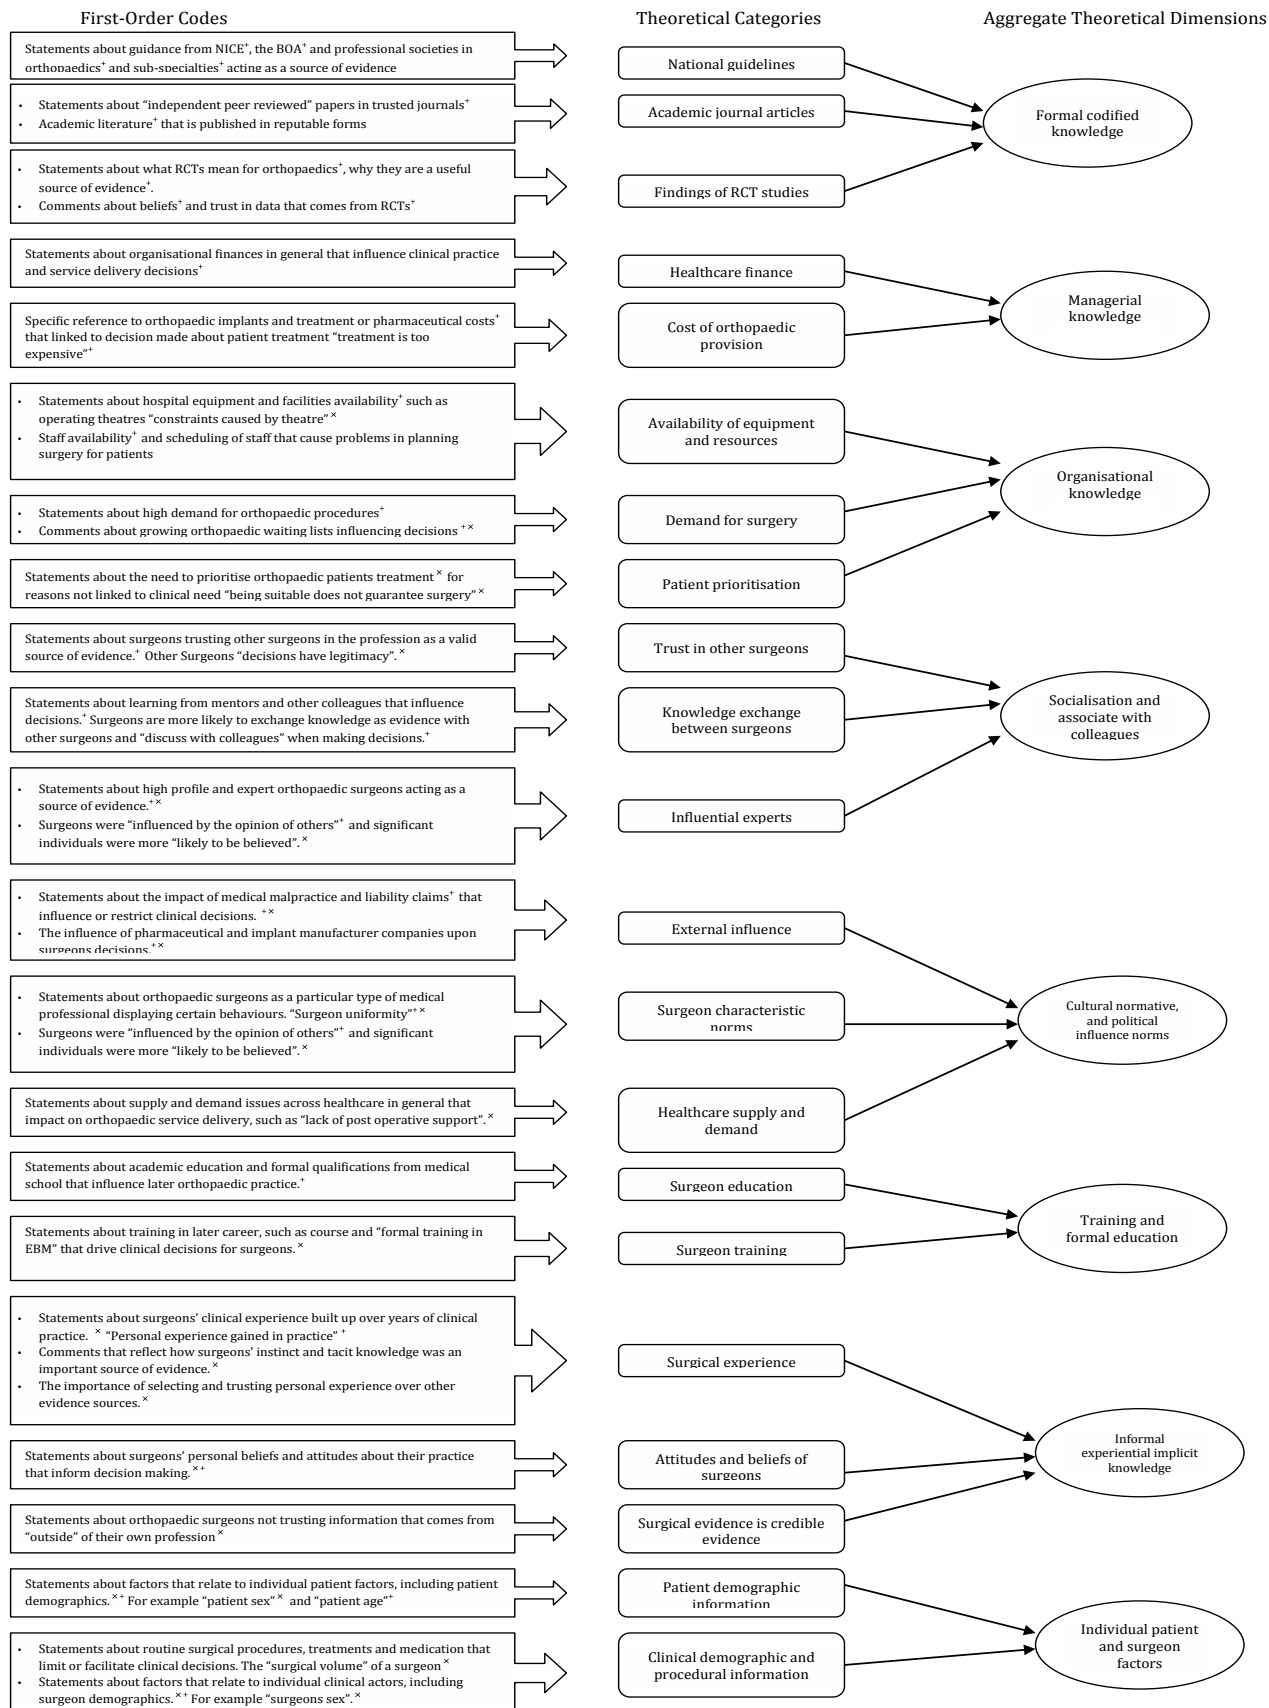 First-Order Codes
Theoretical Categories
Aggregate Theoretical Dimensions
Statements about guidance from NICE⁺, the BOA⁺ and professional societies in
orthopaedics⁺ and sub-specialties⁺ acting as a source of evidence
National guidelines
• Statements about “independent peer reviewed” papers in trusted journals⁺
• Academic literature⁺ that is published in reputable forms
Academic journal articles
Formal codified
knowledge
• Statements about what RCTs mean for orthopaedics⁺, why they are a useful
source of evidence⁺.
• Comments about beliefs⁺ and trust in data that comes from RCTs⁺
Findings of RCT studies
Statements about organisational finances in general that influence clinical practice
and service delivery decisions⁺
Healthcare finance
Specific reference to orthopaedic implants and treatment or pharmaceutical costs⁺
that linked to decision made about patient treatment “treatment is too
expensive”⁺
Cost of orthopaedic
provision
Managerial
knowledge
• Statements about hospital equipment and facilities availability⁺ such as
operating theatres “constraints caused by theatre”ˣ
• Staff availability⁺ and scheduling of staff that cause problems in planning
surgery for patients
Availability of equipment
and resources
• Statements about high demand for orthopaedic procedures⁺
• Comments about growing orthopaedic waiting lists influencing decisions ⁺ˣ
Demand for surgery
Organisational
knowledge
Statements about the need to prioritise orthopaedic patients treatmentˣ for
reasons not linked to clinical need “being suitable does not guarantee surgery”ˣ
Patient prioritisation
Statements about surgeons trusting other surgeons in the profession as a valid
source of evidence.⁺ Other Surgeons “decisions have legitimacy”. ˣ
Trust in other surgeons
Statements about learning from mentors and other colleagues that influence
decisions.⁺ Surgeons are more likely to exchange knowledge as evidence with
other surgeons and “discuss with colleagues” when making decisions.⁺
Knowledge exchange
between surgeons
Socialisation and
associate with
colleagues
• Statements about high profile and expert orthopaedic surgeons acting as a
source of evidence.⁺ˣ
• Surgeons were “influenced by the opinion of others”⁺ and significant
individuals were more “likely to be believed”. ˣ
Influential experts
• Statements about the impact of medical malpractice and liability claims⁺ that
influence or restrict clinical decisions. ⁺ˣ
• The influence of pharmaceutical and implant manufacturer companies upon
surgeons decisions.⁺ˣ
External influence
• Statements about orthopaedic surgeons as a particular type of medical
professional displaying certain behaviours. “Surgeon uniformity”⁺ˣ
• Surgeons were “influenced by the opinion of others”⁺ and significant
individuals were more “likely to be believed”. ˣ
Surgeon characteristic
norms
Cultural normative,
and political
influence norms
Statements about supply and demand issues across healthcare in general that
impact on orthopaedic service delivery, such as “lack of post operative support”. ˣ
Healthcare supply and
demand
Statements about academic education and formal qualifications from medical
school that influence later orthopaedic practice.⁺
Surgeon education
Statements about training in later career, such as course and “formal training in
EBM” that drive clinical decisions for surgeons. ˣ
Surgeon training
Training and
formal education
• Statements about surgeons’ clinical experience built up over years of clinical
practice. ˣ “Personal experience gained in practice” ⁺
• Comments that reflect how surgeons’ instinct and tacit knowledge was an
important source of evidence. ˣ
• The importance of selecting and trusting personal experience over other
evidence sources. ˣ
Surgical experience
Statements about surgeons’ personal beliefs and attitudes about their practice
that inform decision making. ˣ⁺
Attitudes and beliefs of
surgeons
Informal
experiential implicit
knowledge
Statements about orthopaedic surgeons not trusting information that comes from
“outside” of their own profession ˣ
Surgical evidence is credible
evidence
Statements about factors that relate to individual patient factors, including patient
demographics. ˣ⁺ For example “patient sex” ˣ and “patient age”⁺
Patient demographic
information
• Statements about routine surgical procedures, treatments and medication that
limit or facilitate clinical decisions. The “surgical volume” of a surgeon ˣ
• Statements about factors that relate to individual clinical actors, including
surgeon demographics. ˣ⁺ For example “surgeons sex”. ˣ
Clinical demographic and
procedural information
Individual patient
and surgeon
factors